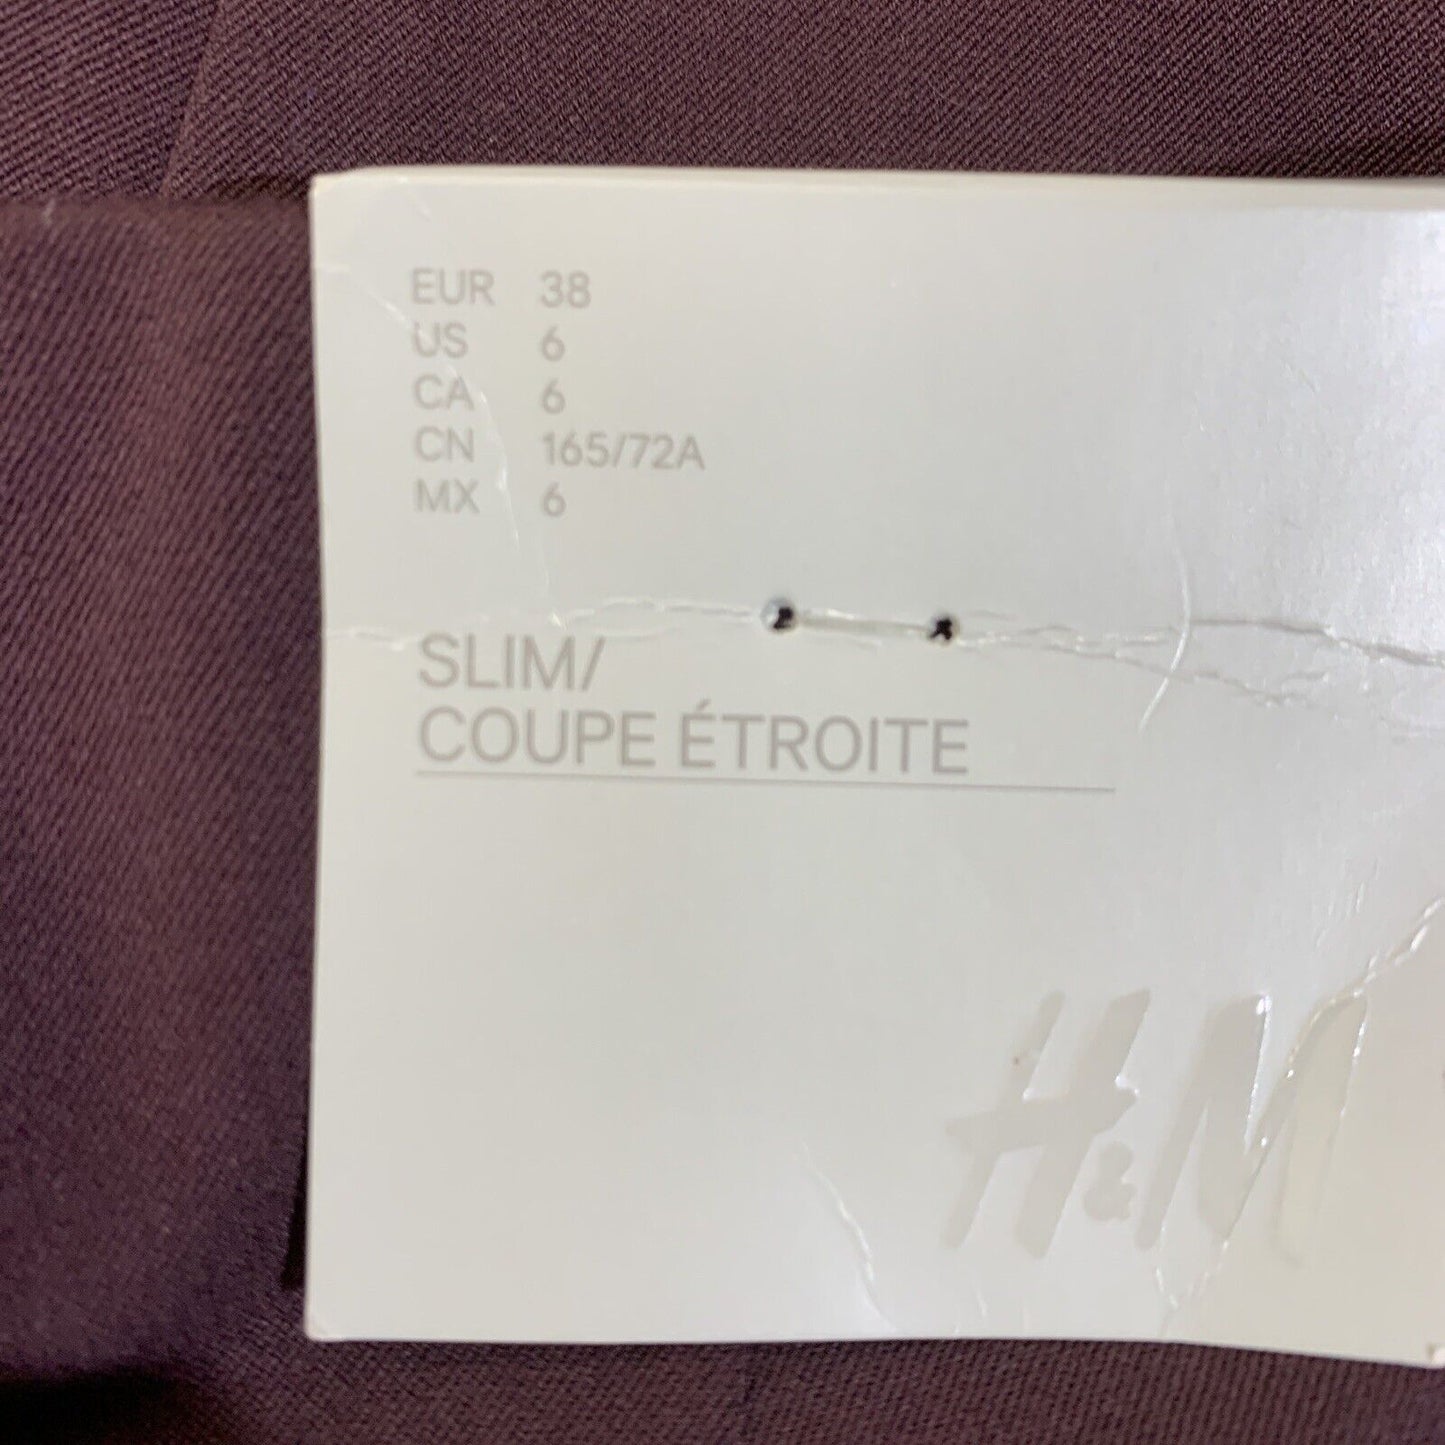 EUR 38
US 6
CA 6
CN 165/72A
MX 6
SLIM/
COUPE ÉTROITE
H&M